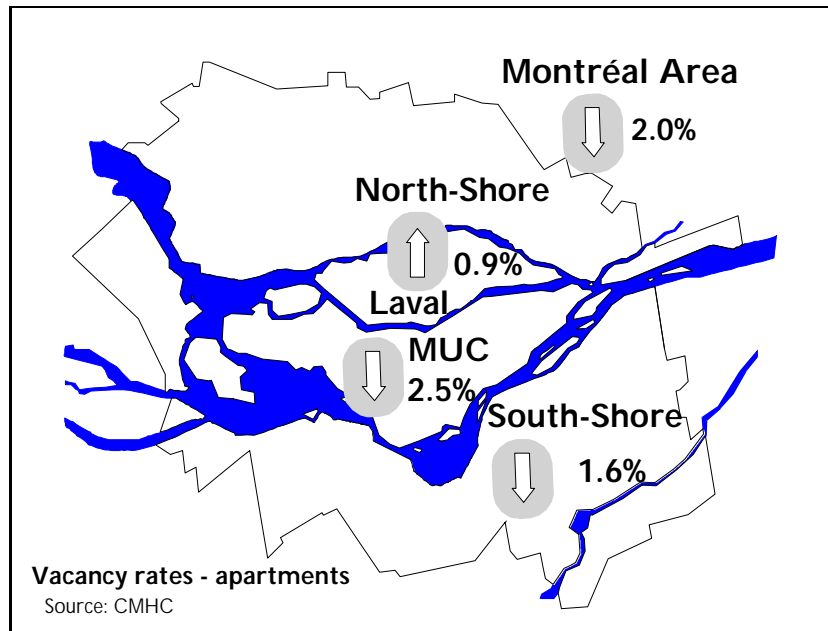 Montréal Area
2.0%
North-Shore
0.9%
Laval
MUC
2.5%
South-Shore
1.6%
Vacancy rates - apartments
Source: CMHC